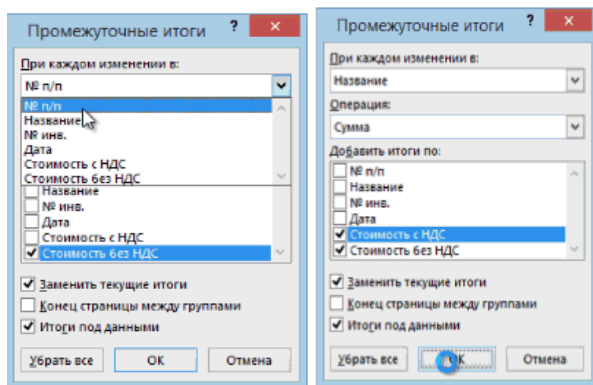 Промежуточные итоги ? ×
При каждом изменении в:
№ п/п
№ п/п
Название
№ инв.
Дата
Стоимость с НДС
Стоимость без НДС
Название
№ инв.
Дата
Стоимость с НДС
Стоимость без НДС
Заменить текущие итоги
Конец страницы между группами
Итоги под данными
Убрать все ОК Отмена
Промежуточные итоги ? ×
При каждом изменении в:
Название
Операция:
Сумма
Добавить итоги по:
№ п/п
Название
№ инв.
Дата
Стоимость с НДС
Стоимость без НДС
Заменить текущие итоги
Конец страницы между группами
Итоги под данными
Убрать все ОК Отмена